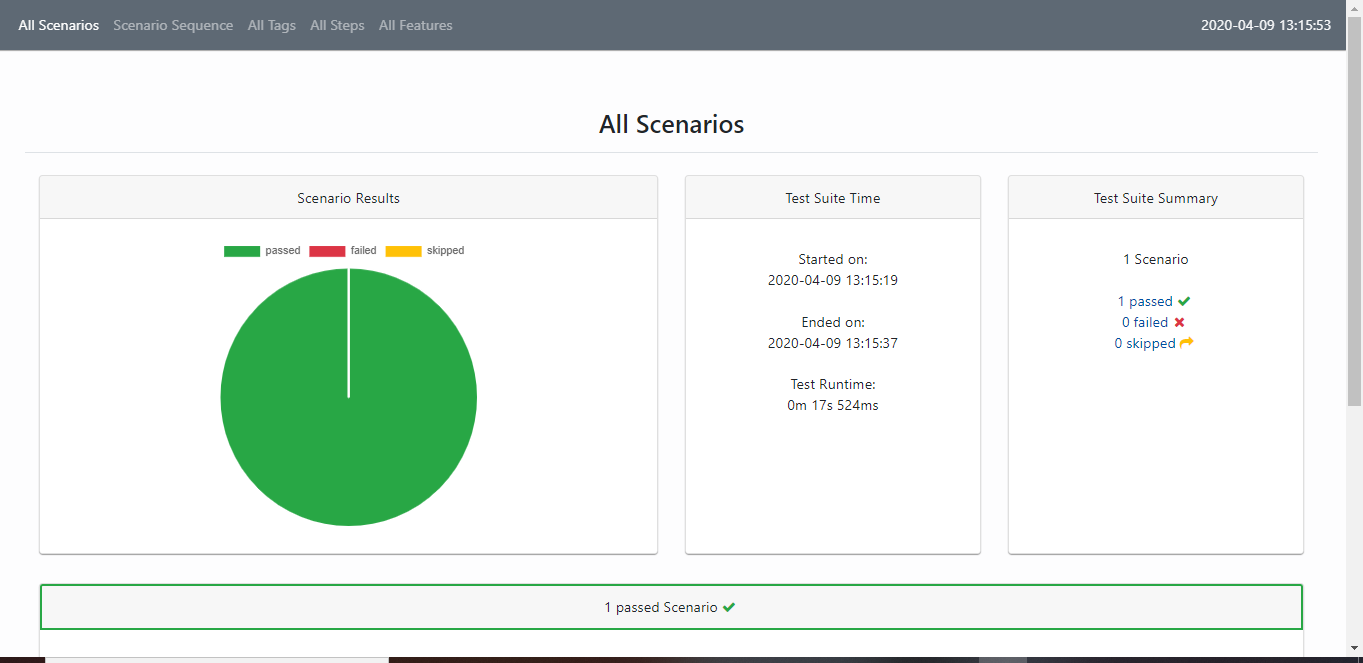 All Scenarios Scenario Sequence All Tags All Steps All Features 2020-04-09 13:15:53
All Scenarios
Scenario Results
passed failed skipped
Test Suite Time
Started on:
2020-04-09 13:15:19
Ended on:
2020-04-09 13:15:37
Test Runtime:
0m 17s 524ms
Test Suite Summary
1 Scenario
1 passed
0 failed
0 skipped
1 passed Scenario